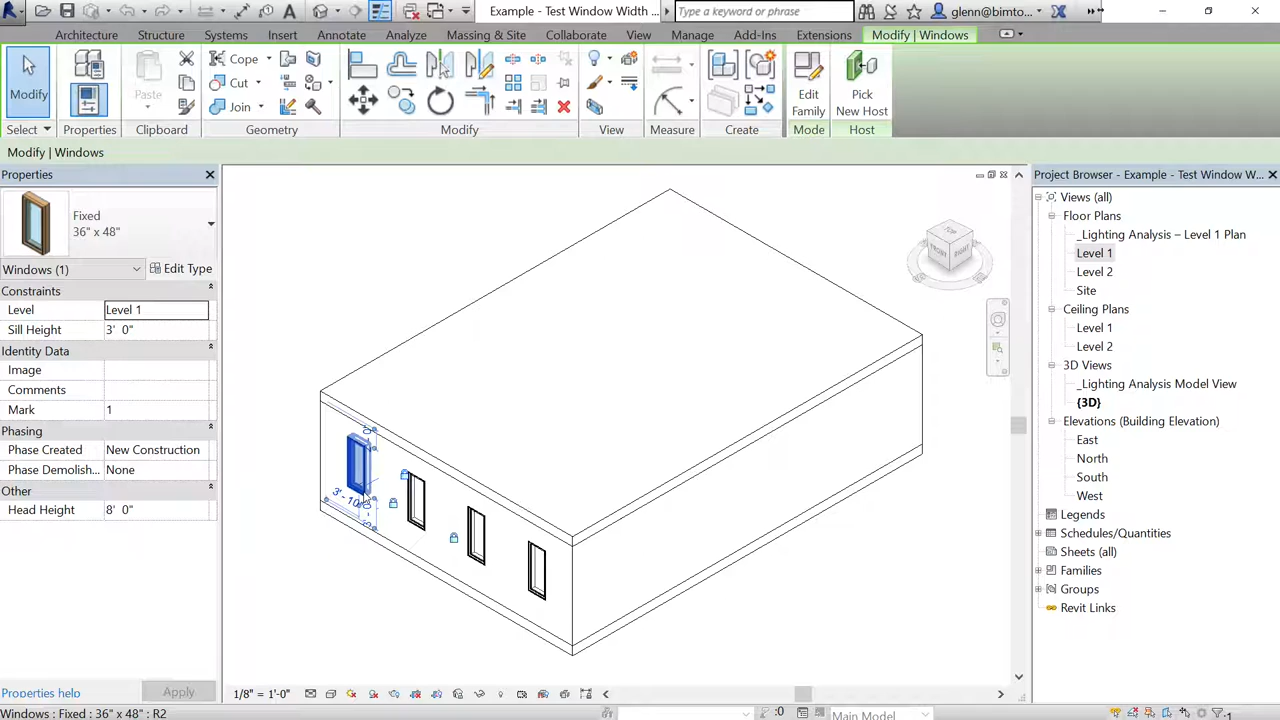 Example - Test Window Width ...
Type a keyword or phrase
glenn@bimto...
Architecture
Structure
Systems
Insert
Annotate
Analyze
Massing & Site
Collaborate
View
Manage
Add-Ins
Extensions
Modify | Windows
Modify
Paste
Cope
Cut
Join
Edit
Family
Pick
New Host
Select
Properties
Clipboard
Geometry
Modify
View
Measure
Create
Mode
Host
Modify | Windows
Properties
Fixed
36" x 48"
Windows (1)
Edit Type
Constraints
Level
Level 1
Sill Height
3' 0"
Identity Data
Image
Comments
Mark
1
Phasing
Phase Created
New Construction
Phase Demolish...
None
Other
Head Height
8' 0"
Properties help
Apply
TOP
FRONT
RIGHT
Project Browser - Example - Test Window W...
Views (all)
Floor Plans
_Lighting Analysis – Level 1 Plan
Level 1
Level 2
Site
Ceiling Plans
Level 1
Level 2
3D Views
_Lighting Analysis Model View
{3D}
Elevations (Building Elevation)
East
North
South
West
Legends
Schedules/Quantities
Sheets (all)
Families
Groups
Revit Links
1/8" = 1'-0"
Windows : Fixed : 36" x 48" : R2
:0
Main Model